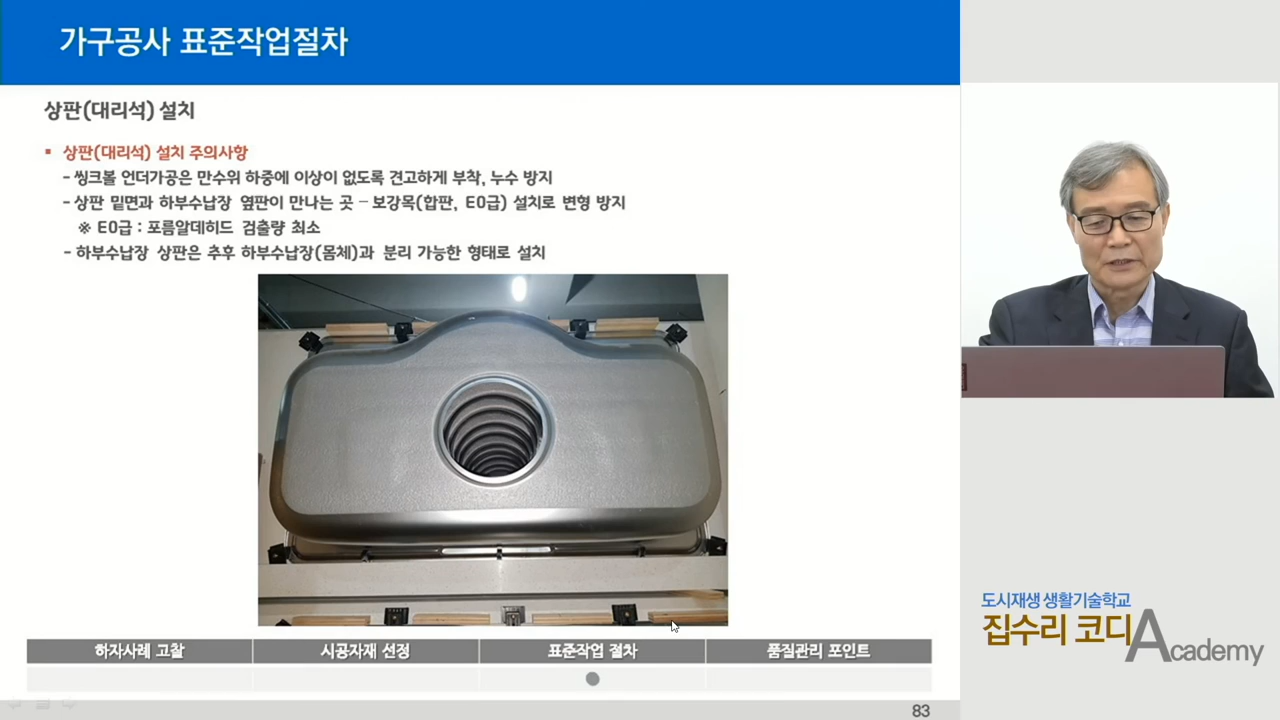 가구공사 표준작업절차
상판(대리석) 설치
▪ 상판(대리석) 설치 주의사항
- 씽크볼 언더가공은 만수위 하중에 이상이 없도록 견고하게 부착, 누수 방지
- 상판 밑면과 하부수납장 옆판이 만나는 곳 – 보강목(합판, E0급) 설치로 변형 방지
※ E0급 : 포름알데히드 검출량 최소
- 하부수납장 상판은 추후 하부수납장(몸체)과 분리 가능한 형태로 설치
하자사례 고찰 시공자재 선정 표준작업 절차 품질관리 포인트
83
도시재생 생활기술학교
집수리 코디 Academy